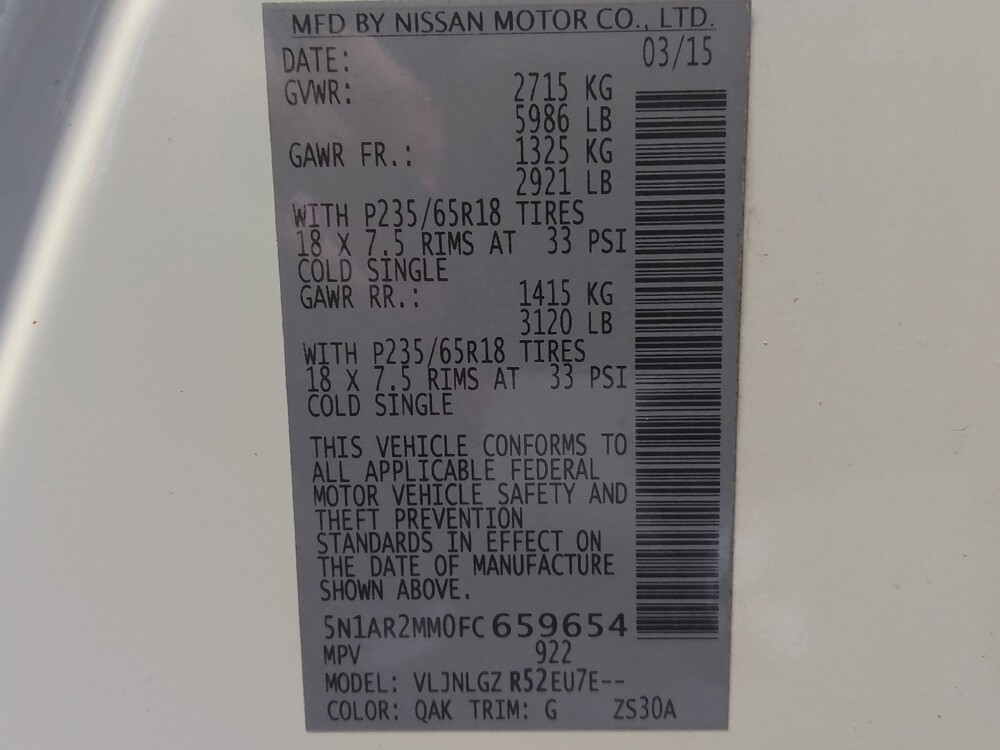 MFD BY NISSAN MOTOR CO., LTD.
DATE: 03/15
GVWR: 2715 KG
5986 LB
GAWR FR.: 1325 KG
2921 LB
WITH P235/65R18 TIRES
18 X 7.5 RIMS AT 33 PSI
COLD SINGLE
GAWR RR.: 1415 KG
3120 LB
WITH P235/65R18 TIRES
18 X 7.5 RIMS AT 33 PSI
COLD SINGLE
THIS VEHICLE CONFORMS TO
ALL APPLICABLE FEDERAL
MOTOR VEHICLE SAFETY AND
THEFT PREVENTION
STANDARDS IN EFFECT ON
THE DATE OF MANUFACTURE
SHOWN ABOVE.
5N1AR2MM0FC659654
MPV 922
MODEL: VLJNLGZ R52EU7E--
COLOR: QAK TRIM: G ZS30A